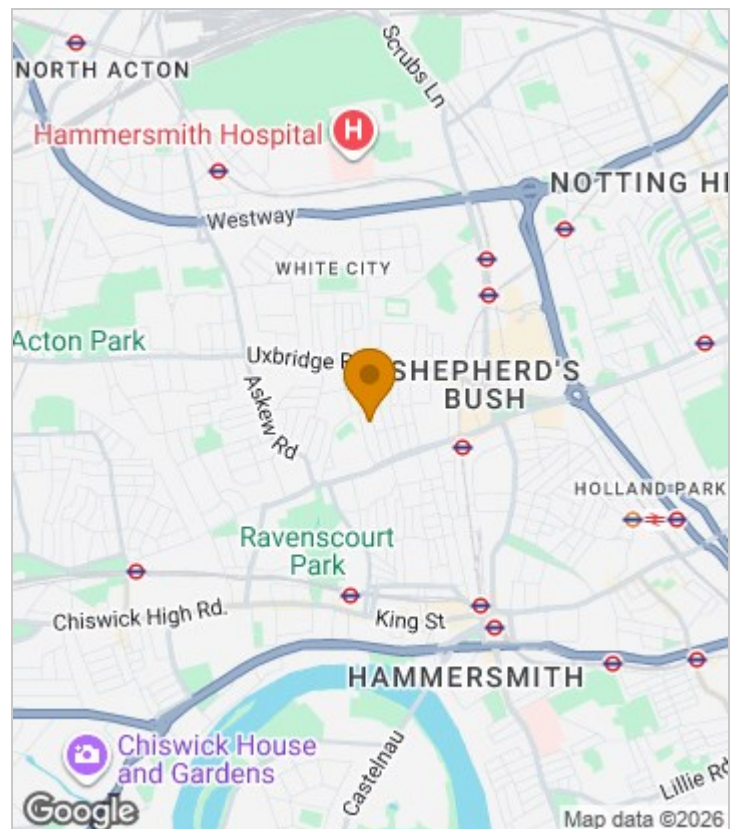 Scrubs Ln
NORTH ACTON
Hammersmith Hospital
H
NOTTING HI
Westway
WHITE CITY
Acton Park
Uxbridge R
SHEPHERD'S
BUSH
Askew Rd
HOLLAND PARK
Ravenscourt
Park
Chiswick High Rd.
King St
HAMMERSMITH
Chiswick House
and Gardens
Castelnau
Lillie Rd
Google
Map data ©2026